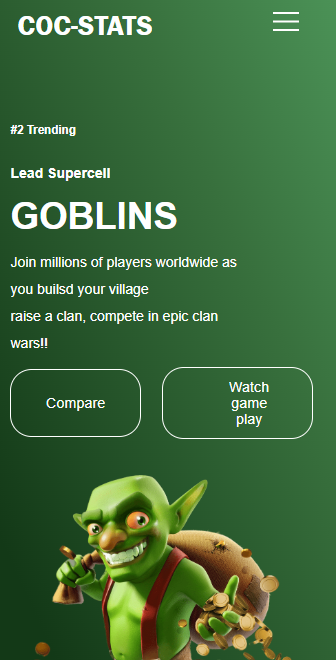 COC-STATS
#2 Trending
Lead Supercell
GOBLINS
Join millions of players worldwide as
you builsd your village
raise a clan, compete in epic clan
wars!!
Compare
Watch
game
play